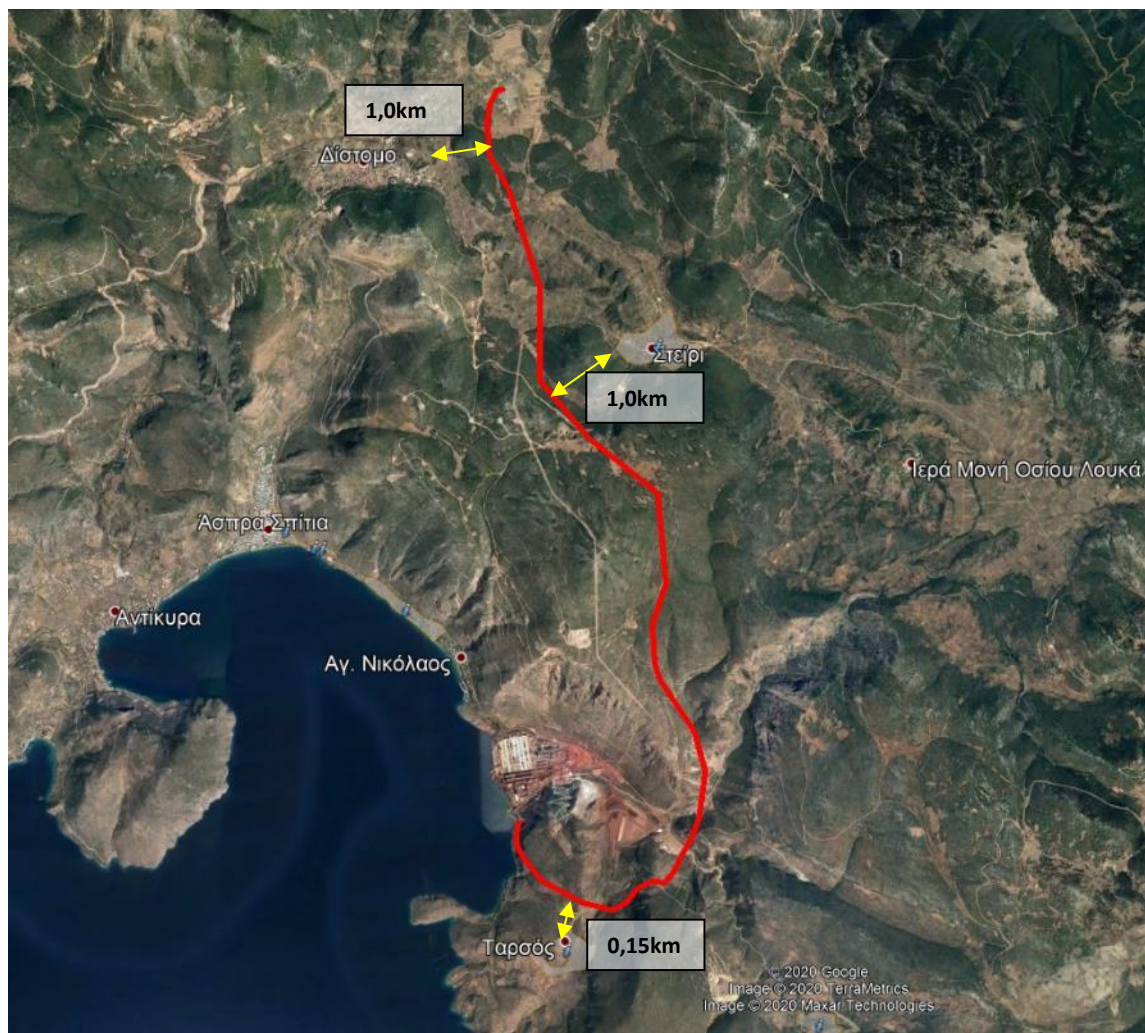 1,0km
Δίστομο
Στείρι
1,0km
Ιερά Μονή Οσίου Λουκά
Άσπρα Σπίτια
Αντίκυρα
Αγ. Νικόλαος
Ταρσός
0,15km
© 2020 Google
Image © 2020 TerraMetrics
Image © 2020 Maxar Technologies